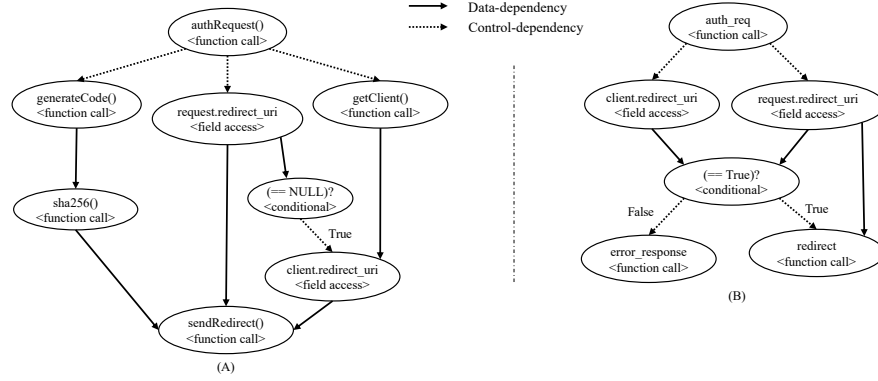 Data-dependency
Control-dependency
authRequest()
<function call>
generateCode()
<function call>
request.redirect_uri
<field access>
getClient()
<function call>
(== NULL)?
<conditional>
sha256()
<function call>
True
client.redirect_uri
<field access>
sendRedirect()
<function call>
(A)
auth_req
<function call>
client.redirect_uri
<field access>
request.redirect_uri
<field access>
(== True)?
<conditional>
False
True
error_response
<function call>
redirect
<function call>
(B)